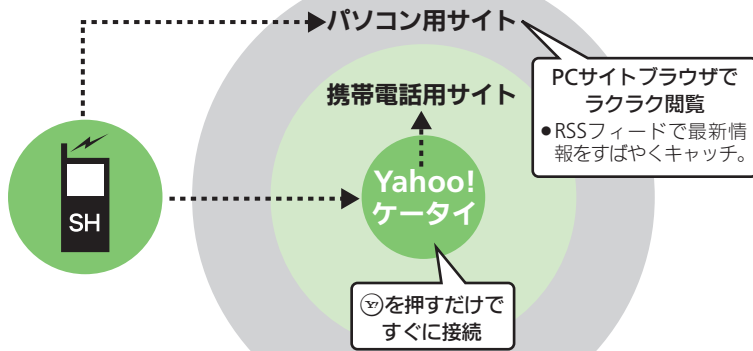 パソコン用サイト
PCサイトブラウザで
ラクラク閲覧
●RSSフィードで最新情
報をすばやくキャッチ。
携帯電話用サイト
Yahoo!
ケータイ
SH
Y!を押すだけで
すぐに接続